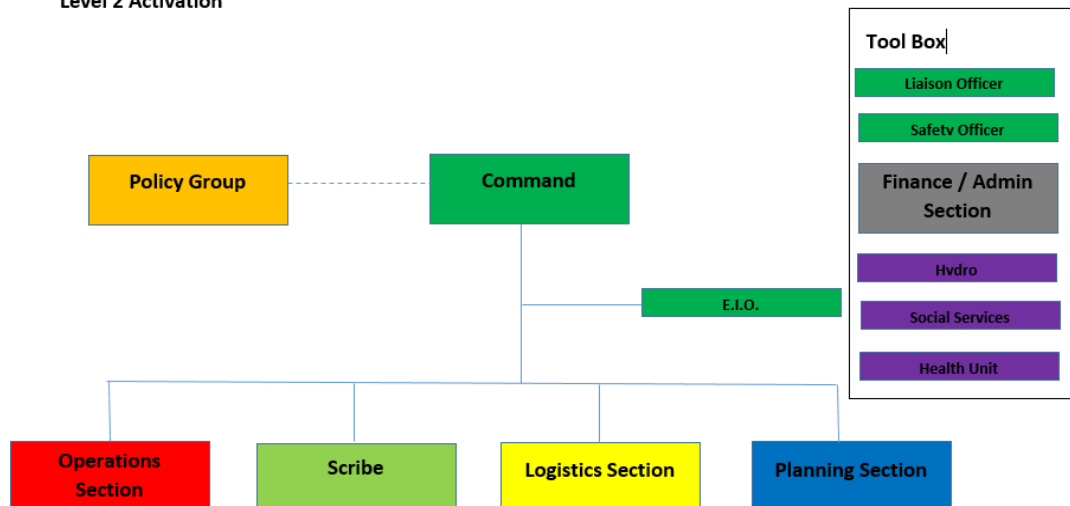 Level 2 Activation
Tool Box
Liaison Officer
Safety Officer
Policy Group
Command
Finance / Admin
Section
Hydro
E.I.O.
Social Services
Health Unit
Operations
Section
Scribe
Logistics Section
Planning Section